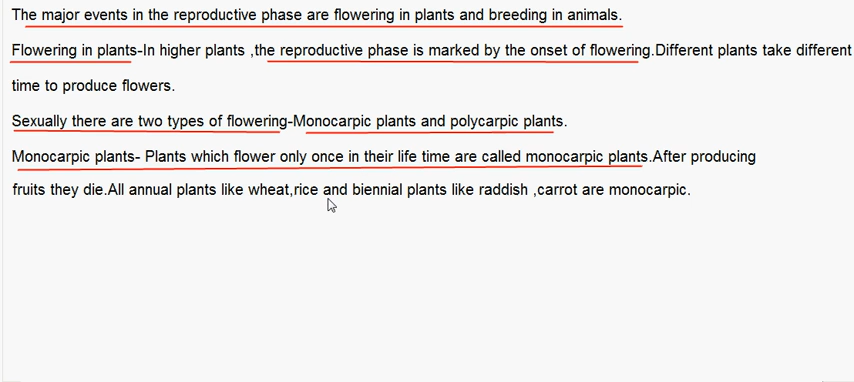 The major events in the reproductive phase are flowering in plants and breeding in animals.
Flowering in plants-In higher plants ,the reproductive phase is marked by the onset of flowering.Different plants take different
time to produce flowers.
Sexually there are two types of flowering-Monocarpic plants and polycarpic plants.
Monocarpic plants- Plants which flower only once in their life time are called monocarpic plants.After producing
fruits they die.All annual plants like wheat,rice and biennial plants like raddish ,carrot are monocarpic.